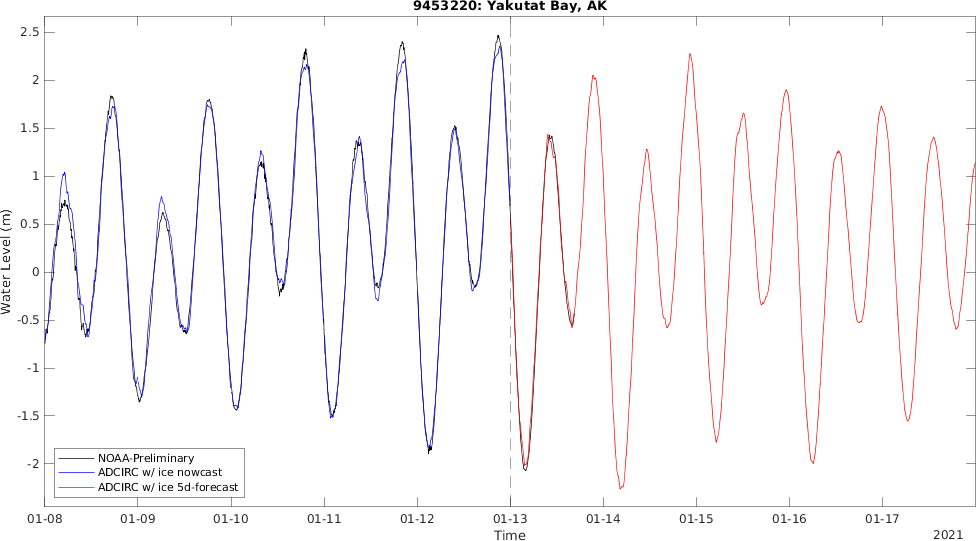 9453220: Yakutat Bay, AK
2.5
2
1.5
1
0.5
0
-0.5
-1
-1.5
-2
Water Level (m)
NOAA-Preliminary
ADCIRC w/ ice nowcast
ADCIRC w/ ice 5d-forecast
01-08 01-09 01-10 01-11 01-12 01-13 01-14 01-15 01-16 01-17
Time
2021